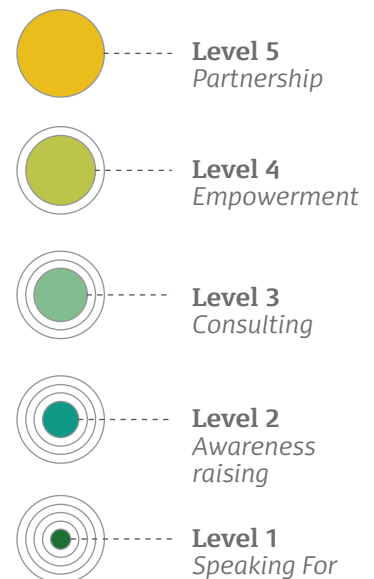 Level 5
Partnership
Level 4
Empowerment
Level 3
Consulting
Level 2
Awareness
raising
Level 1
Speaking For